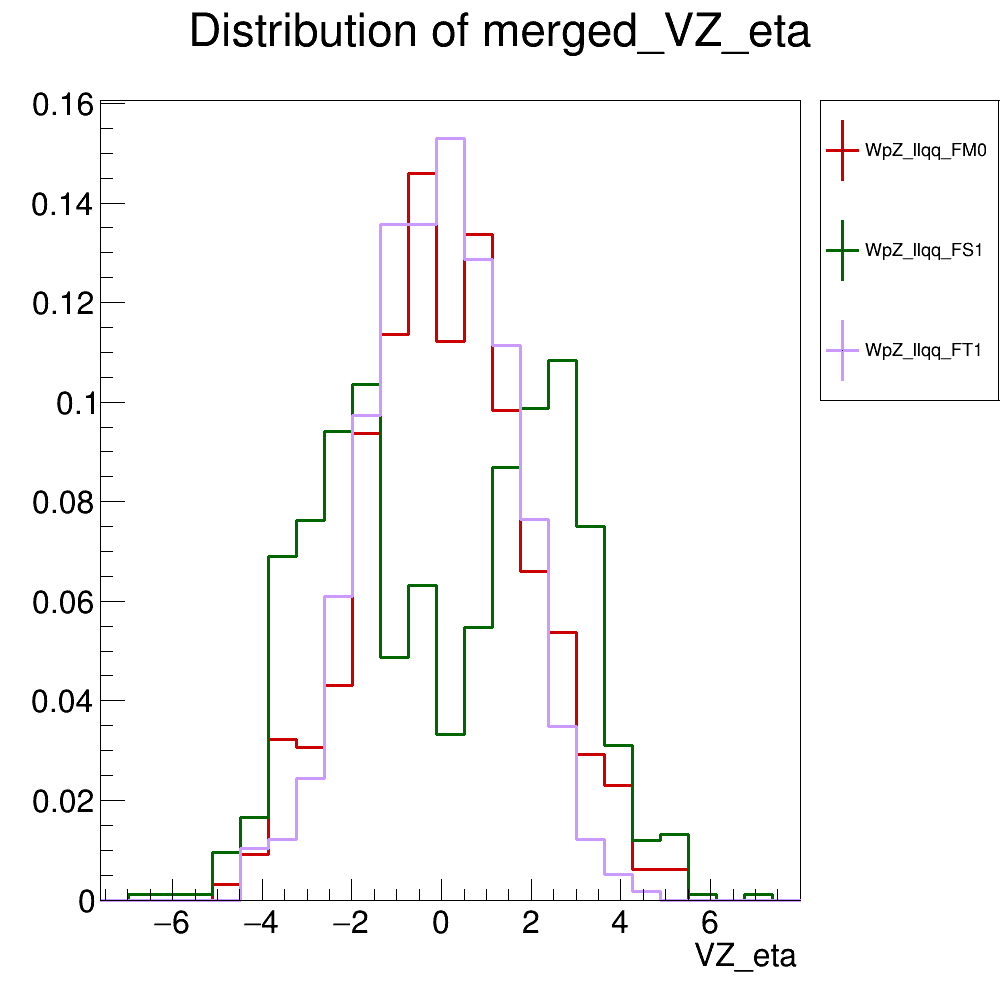 Distribution of merged_VZ_eta
0.16
0.14
0.12
0.1
0.08
0.06
0.04
0.02
0
−6 −4 −2 0 2 4 6
VZ_eta
WpZ_llqq_FM0
WpZ_llqq_FS1
WpZ_llqq_FT1